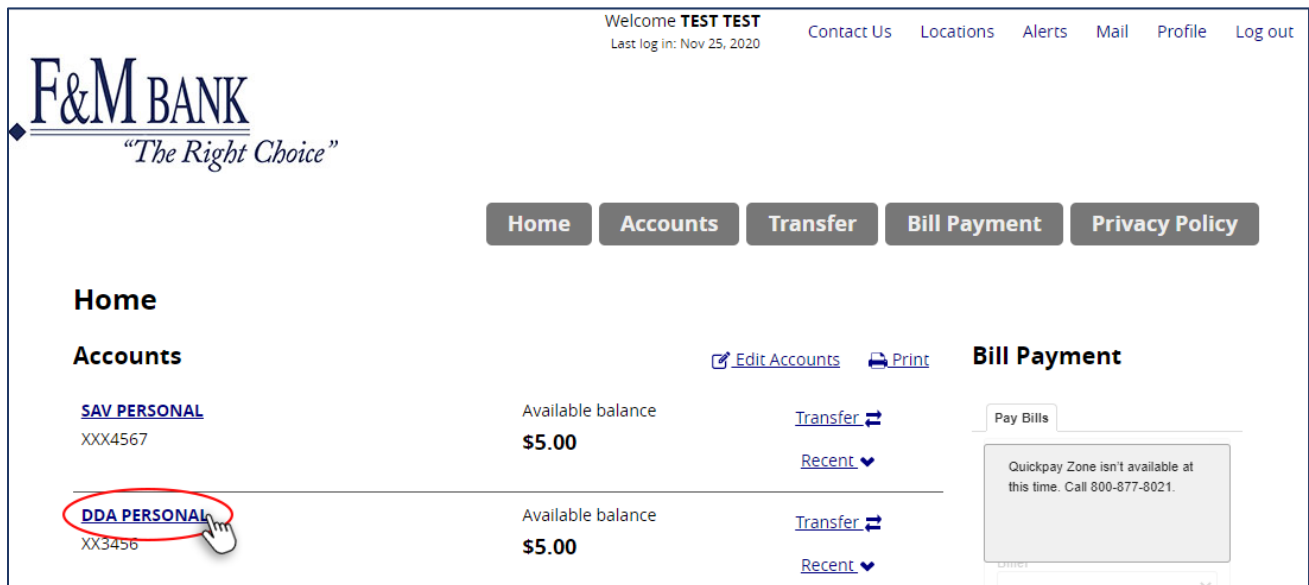 Welcome TEST TEST
Last log in: Nov 25, 2020
Contact Us Locations Alerts Mail Profile Log out
F&M BANK
“The Right Choice”
Home Accounts Transfer Bill Payment Privacy Policy
Home
Accounts
Edit Accounts Print
SAV PERSONAL
XXX4567
Available balance
$5.00
Transfer
Recent
DDA PERSONAL
XX3456
Available balance
$5.00
Transfer
Recent
Bill Payment
Pay Bills
Quickpay Zone isn't available at
this time. Call 800-877-8021.
Biller